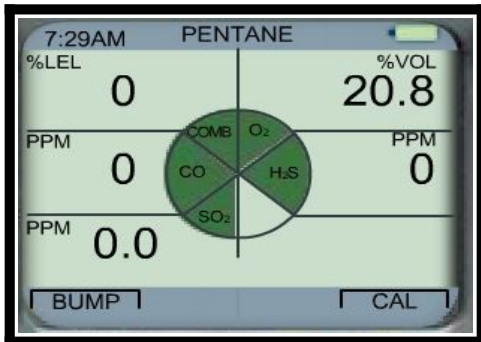 7:29AM PENTANE
%LEL %VOL
0 20.8
COMB O₂
PPM PPM
0 CO H₂S 0
SO₂
PPM 0.0
BUMP CAL